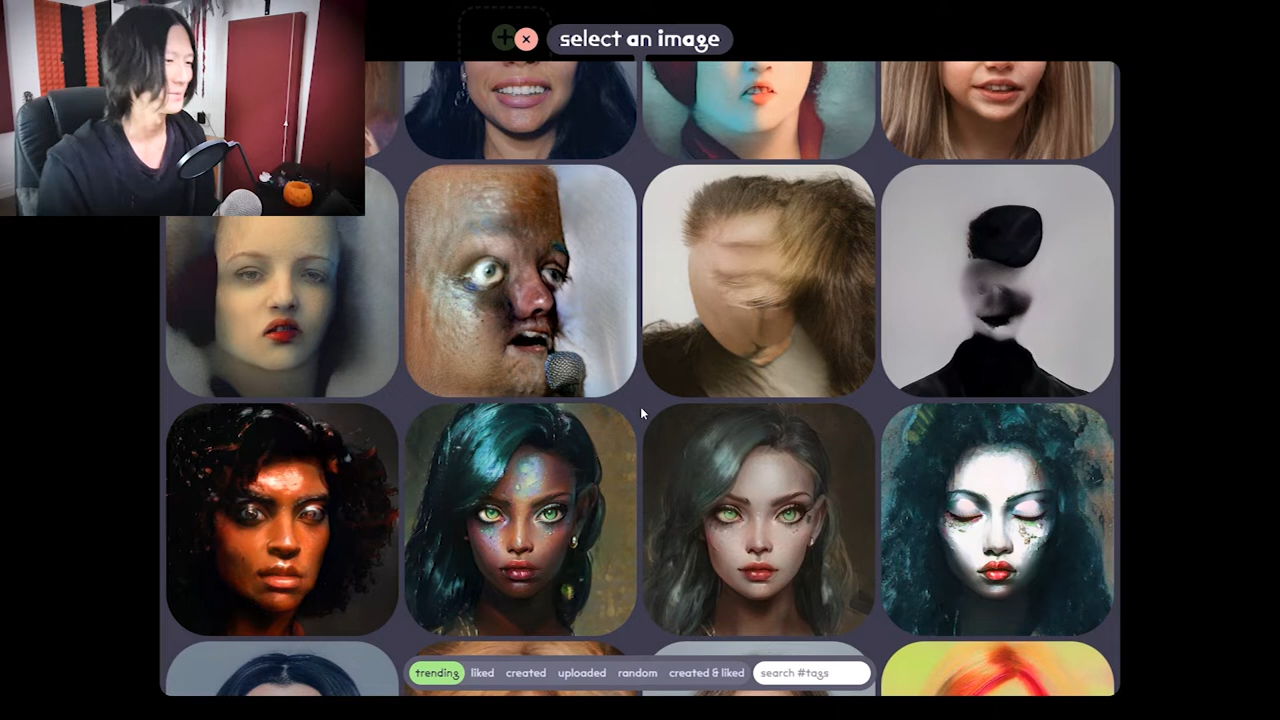 select an image
trending liked created uploaded random created & liked search #tags